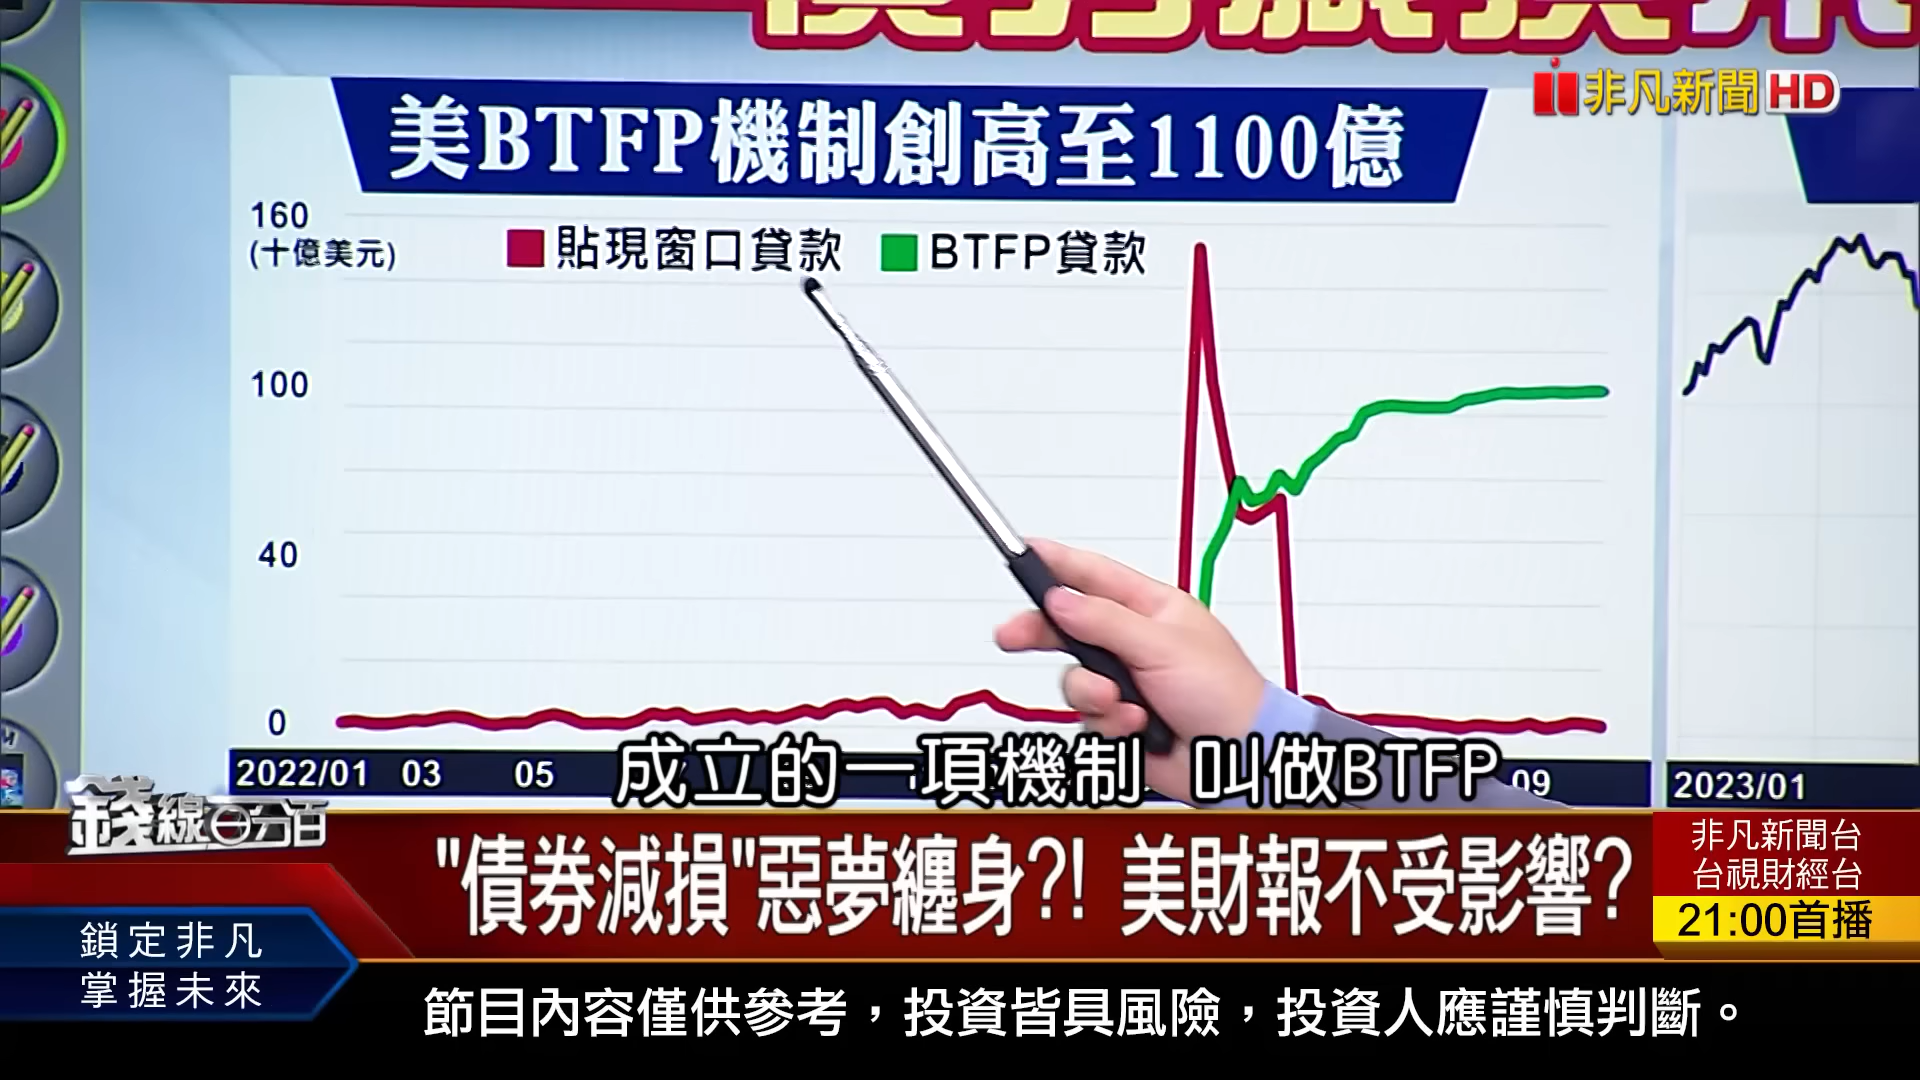 非凡新聞HD
美BTFP機制創高至1100億
160
(十億美元)
貼現窗口貸款
BTFP貸款
100
40
0
2022/01 03 05
09
2023/01
成立的一項機制 叫做BTFP
錢線百分百
"債券減損"惡夢纏身?! 美財報不受影響?
非凡新聞台
台視財經台
21:00首播
鎖定非凡
掌握未來
節目內容僅供參考，投資皆具風險，投資人應謹慎判斷。